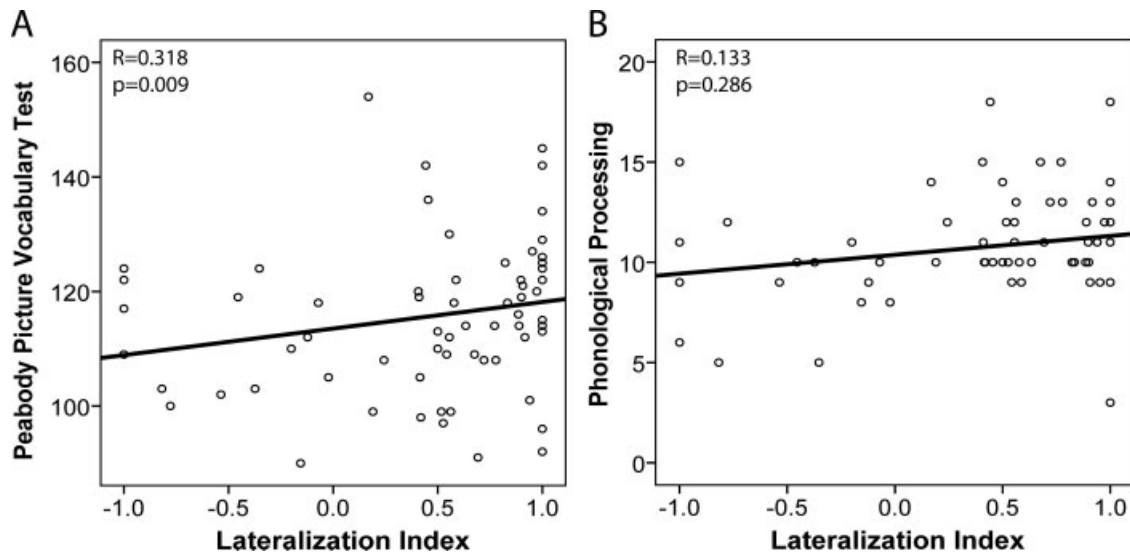 A
R=0.318
p=0.009
Peabody Picture Vocabulary Test
160
140
120
100
-1.0 -0.5 0.0 0.5 1.0
Lateralization Index
B
R=0.133
p=0.286
Phonological Processing
20
15
10
5
0
-1.0 -0.5 0.0 0.5 1.0
Lateralization Index